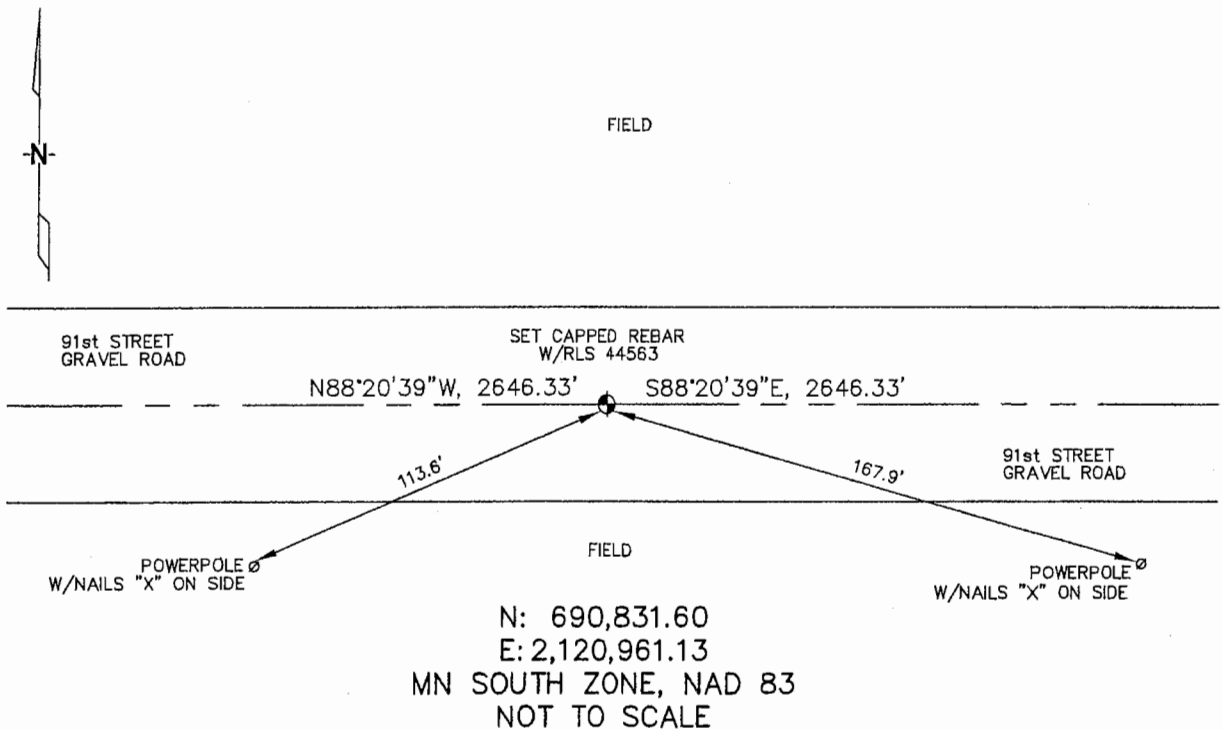 N
FIELD
91st STREET
GRAVEL ROAD
SET CAPPED REBAR
W/RLS 44563
N88°20'39"W, 2646.33'
S88°20'39"E, 2646.33'
113.6'
167.9'
91st STREET
GRAVEL ROAD
FIELD
POWERPOLE
W/NAILS "X" ON SIDE
POWERPOLE
W/NAILS "X" ON SIDE
N: 690,831.60
E: 2,120,961.13
MN SOUTH ZONE, NAD 83
NOT TO SCALE